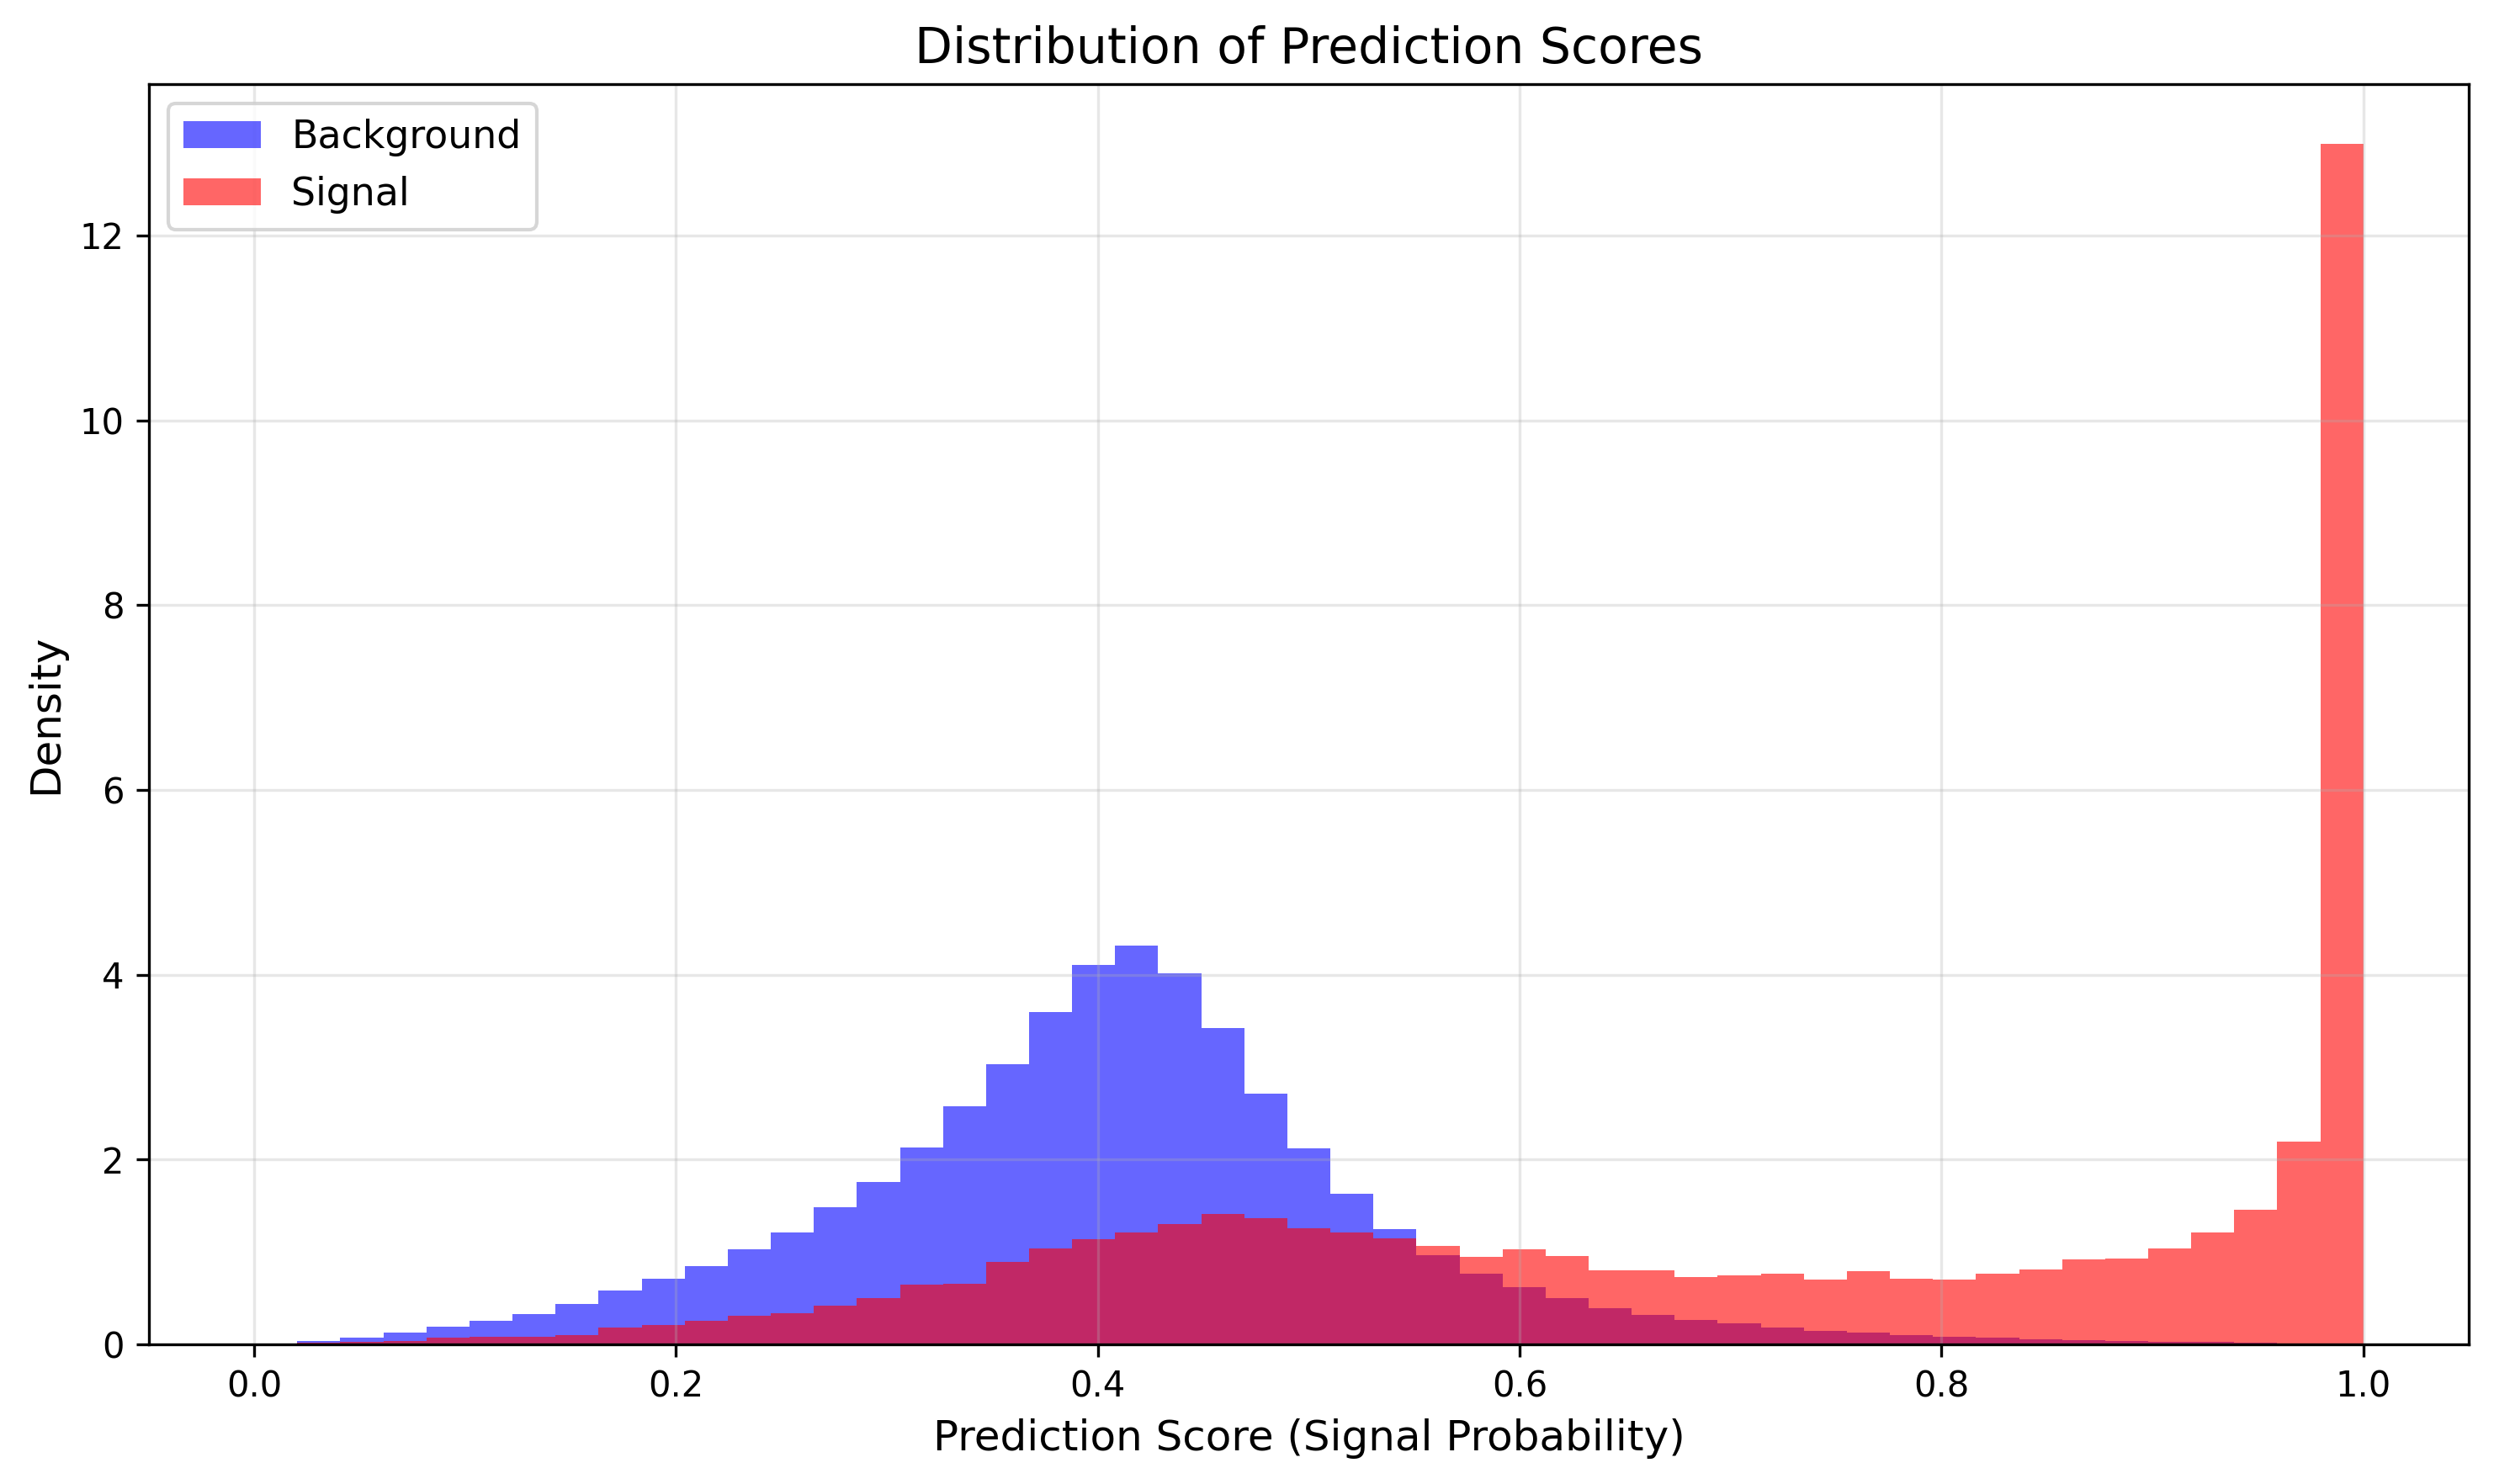 Distribution of Prediction Scores
Background
Signal
12
10
8
6
4
2
0
Density
0.0 0.2 0.4 0.6 0.8 1.0
Prediction Score (Signal Probability)